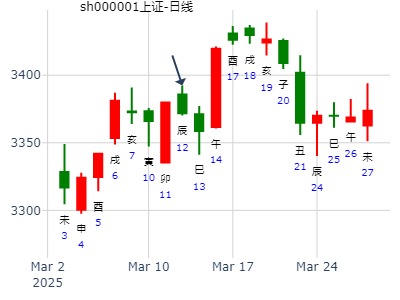 sh000001上证-日线
3400
3350
3300
未
3
申
4
酉
5
戌
6
亥
7
寅
10
卯
11
辰
12
巳
13
午
14
酉
17
戌
18
亥
19
子
20
丑
21
辰
24
巳
25
午
26
未
27
Mar 2
2025
Mar 10
Mar 17
Mar 24